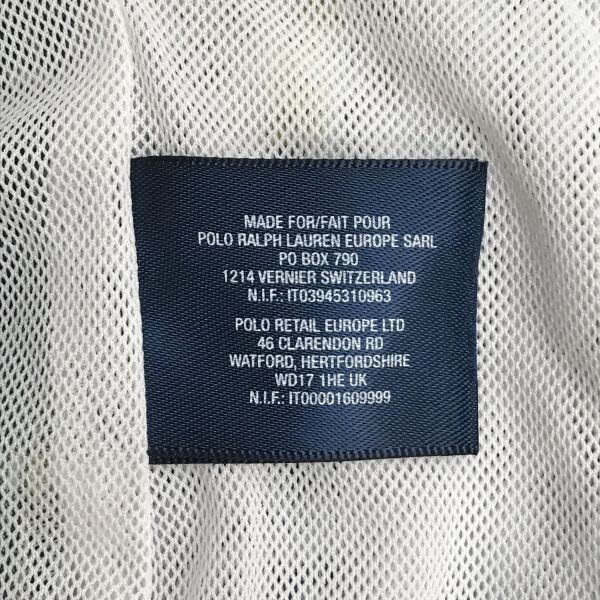 MADE FOR/FAIT POUR
POLO RALPH LAUREN EUROPE SARL
PO BOX 790
1214 VERNIER SWITZERLAND
N.I.F.: IT03945310963
POLO RETAIL EUROPE LTD
46 CLARENDON RD
WATFORD, HERTFORDSHIRE
WD17 1HE UK
N.I.F.: IT00001609999